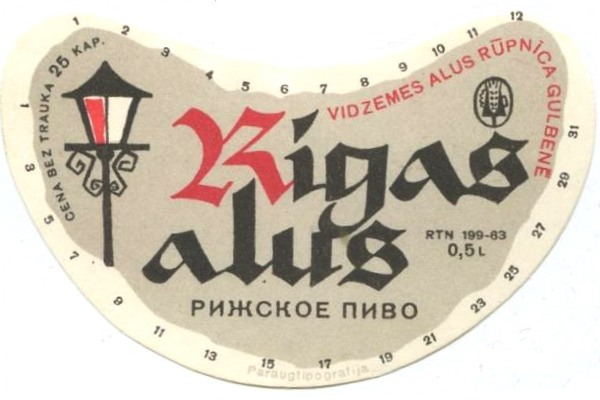 1 2 3 4 5 6 7 8 9 10 11 12
CENA BEZ TRAUKA 25 KAP.
VIDZEMES ALUS RŪPNĪCA GULBENE
Rigas
alus
RTN 199-63
0,5 L
РИЖСКОЕ ПИВО
1 3 5 7 9 11 13 15 17 19 21 23 25 27 29 31
Paraugtipogrāfija